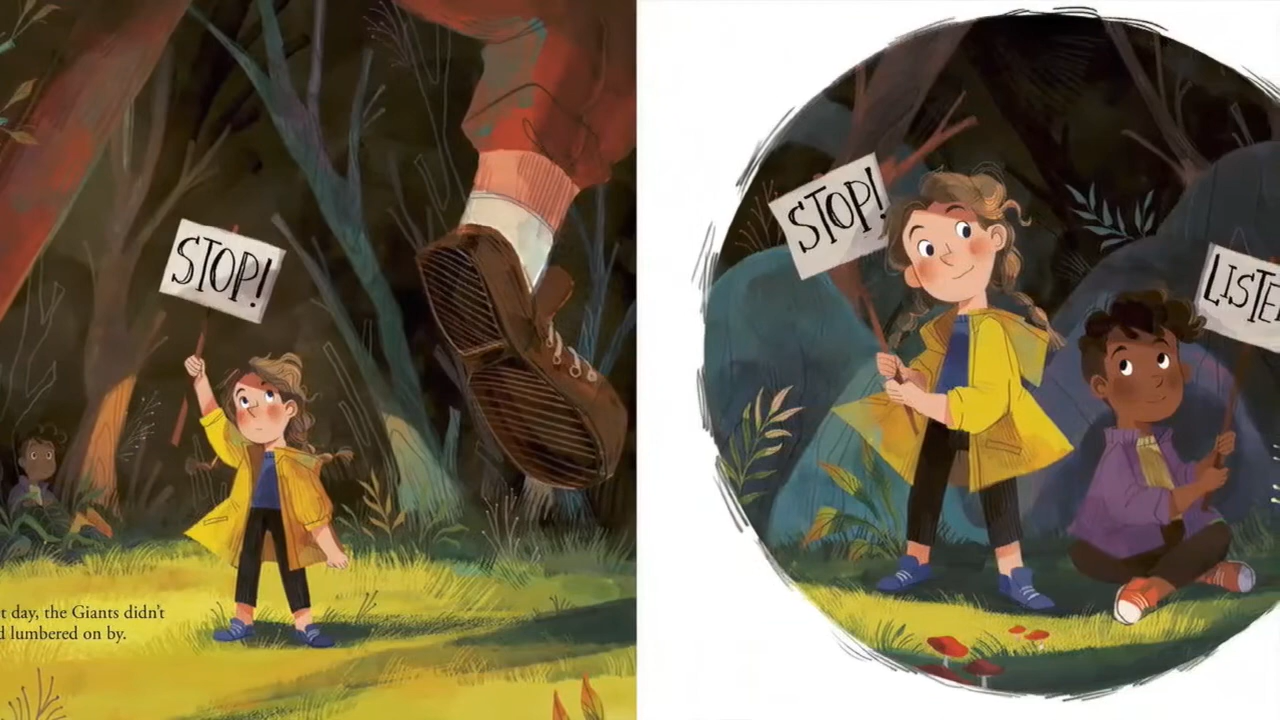 STOP!
t day, the Giants didn't
d lumbered on by.
STOP!
LISTE